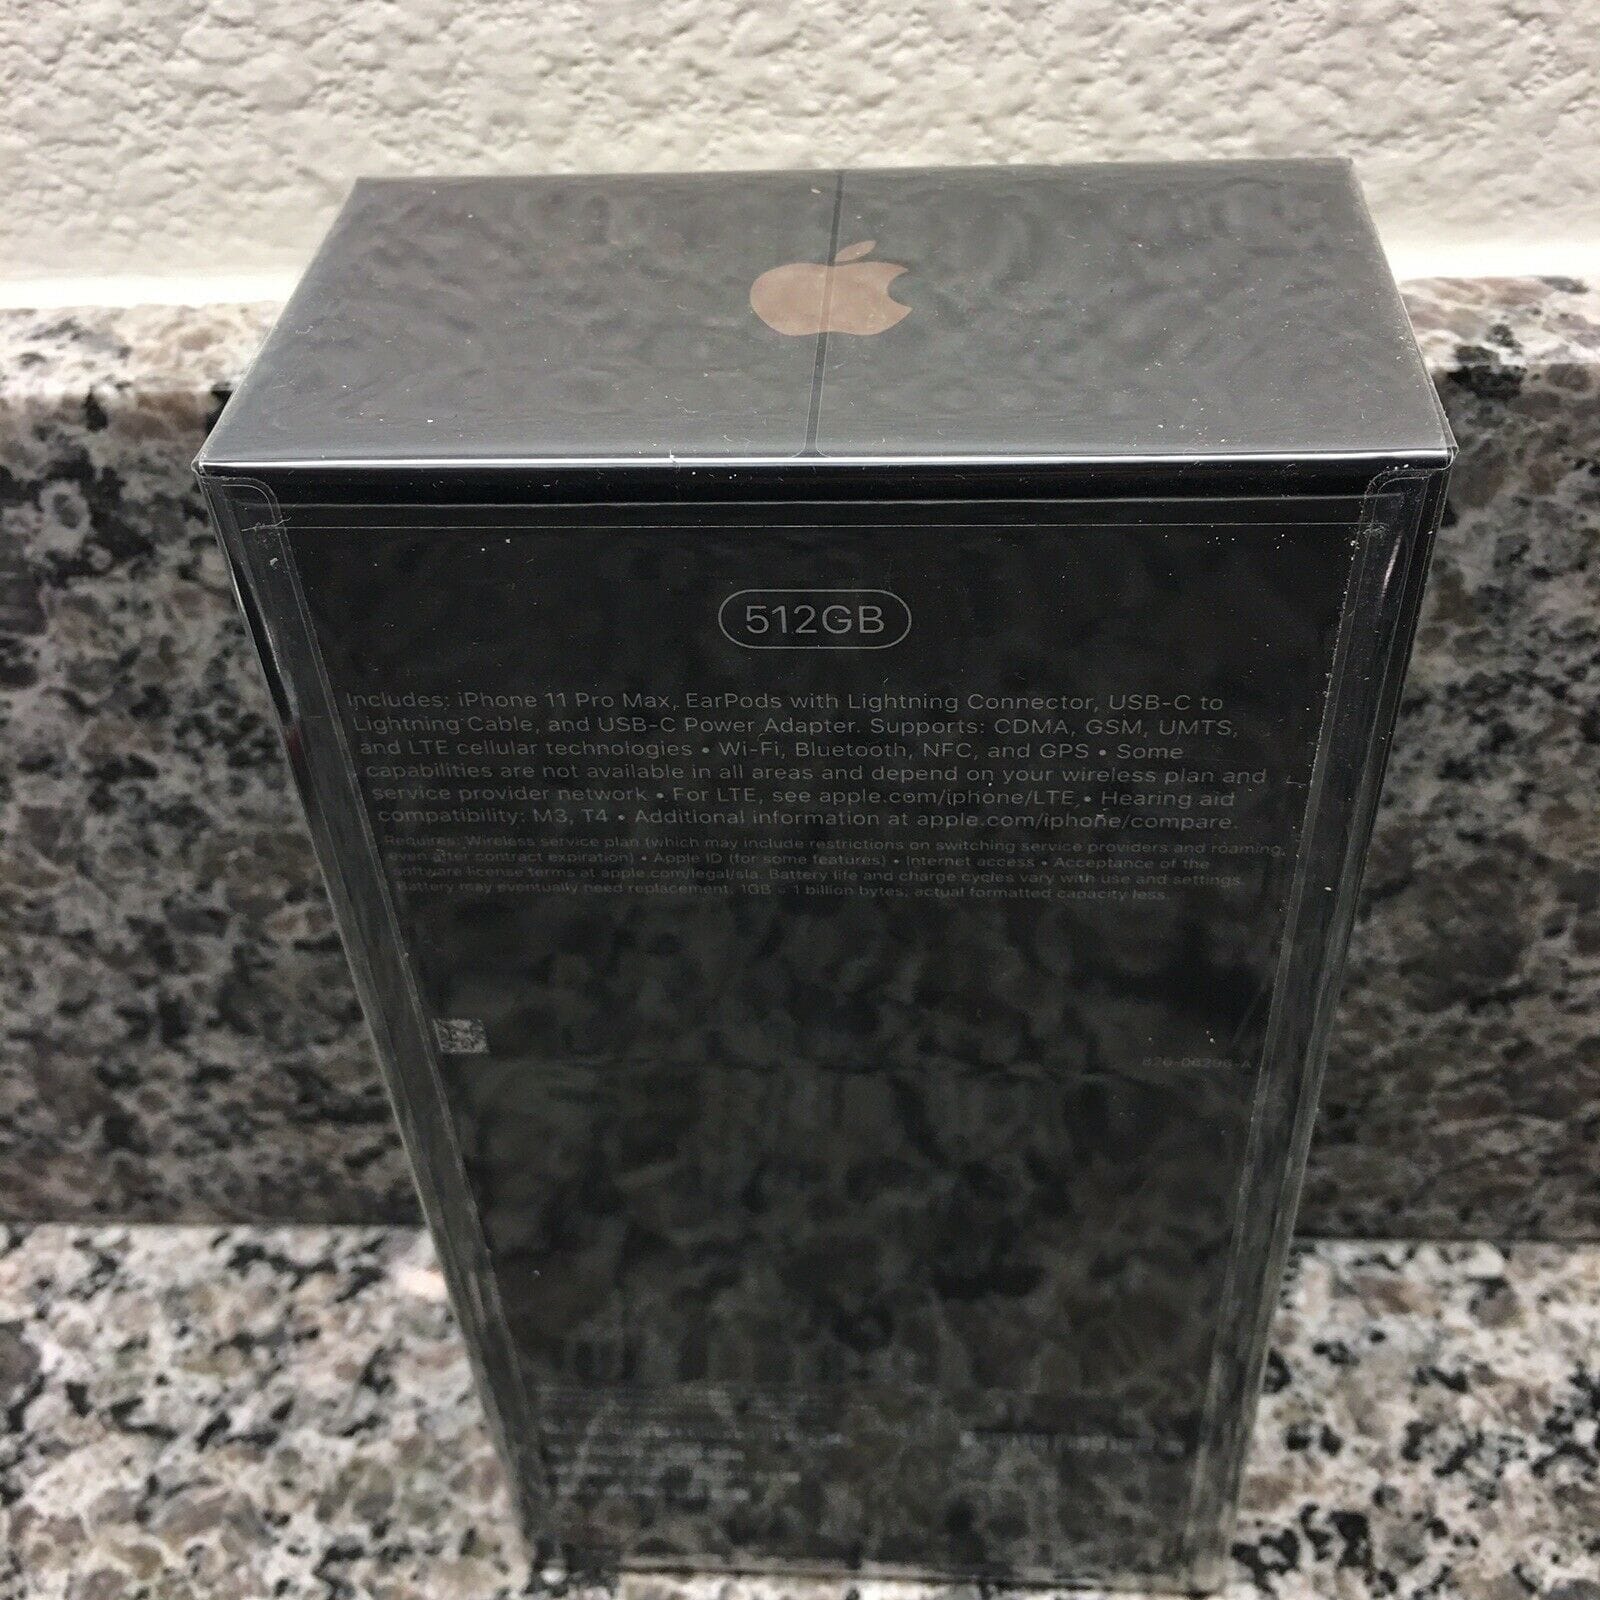 512GB
Includes: iPhone 11 Pro Max, EarPods with Lightning Connector, USB-C to
Lightning Cable, and USB-C Power Adapter. Supports: CDMA, GSM, UMTS,
and LTE cellular technologies • Wi-Fi, Bluetooth, NFC, and GPS • Some
capabilities are not available in all areas and depend on your wireless plan and
service provider network • For LTE, see apple.com/iphone/LTE • Hearing aid
compatibility: M3, T4 • Additional information at apple.com/iphone/compare.
Requires: Wireless service plan (which may include restrictions on switching service providers and roaming,
even after contract expiration) • Apple ID (for some features) • Internet access • Acceptance of the
software license terms at apple.com/legal/sla. Battery life and charge cycles vary with use and settings.
Battery may eventually need replacement. 1GB = 1 billion bytes; actual formatted capacity less.